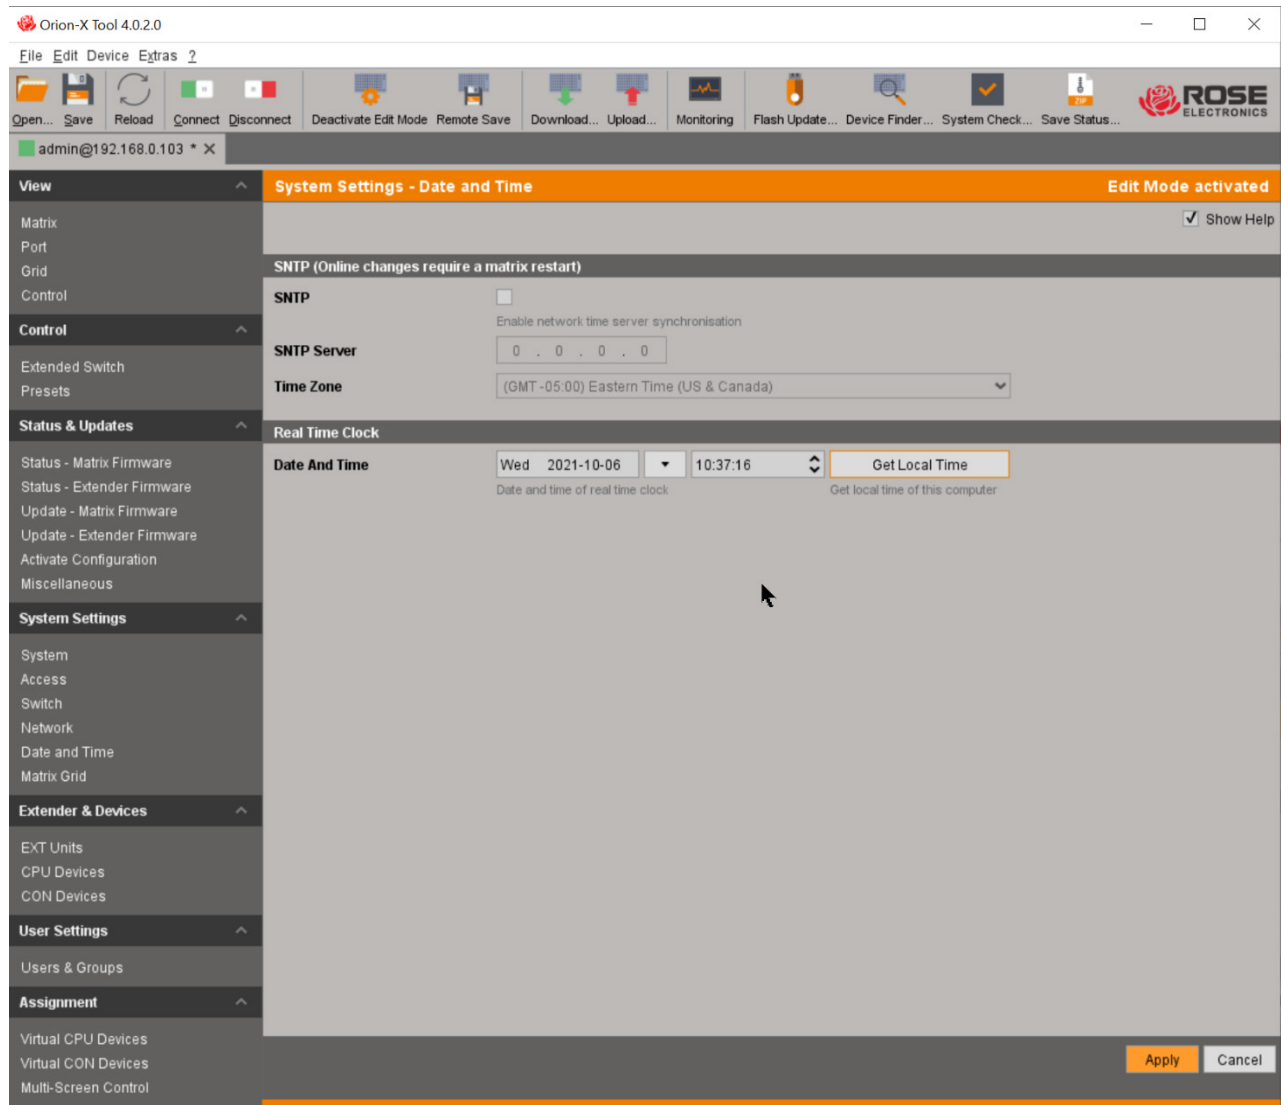 Orion-X Tool 4.0.2.0
File Edit Device Extras ?
Open... Save Reload Connect Disconnect Deactivate Edit Mode Remote Save Download... Upload... Monitoring Flash Update... Device Finder... System Check... Save Status...
ZIP
ROSE
ELECTRONICS
admin@192.168.0.103 *
View
Matrix
Port
Grid
Control
Control
Extended Switch
Presets
Status & Updates
Status - Matrix Firmware
Status - Extender Firmware
Update - Matrix Firmware
Update - Extender Firmware
Activate Configuration
Miscellaneous
System Settings
System
Access
Switch
Network
Date and Time
Matrix Grid
Extender & Devices
EXT Units
CPU Devices
CON Devices
User Settings
Users & Groups
Assignment
Virtual CPU Devices
Virtual CON Devices
Multi-Screen Control
System Settings - Date and Time Edit Mode activated
Show Help
SNTP (Online changes require a matrix restart)
SNTP
Enable network time server synchronisation
SNTP Server 0 . 0 . 0 . 0
Time Zone (GMT -05:00) Eastern Time (US & Canada)
Real Time Clock
Date And Time Wed 2021-10-06 10:37:16 Get Local Time
Date and time of real time clock Get local time of this computer
Apply Cancel